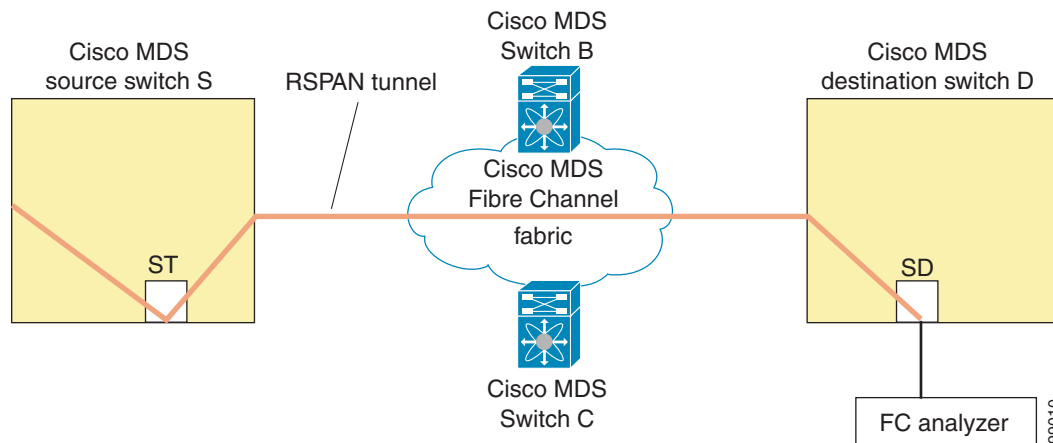 Cisco MDS
source switch S
RSPAN tunnel
Cisco MDS
Switch B
Cisco MDS
destination switch D
Cisco MDS
Fibre Channel
fabric
ST
SD
Cisco MDS
Switch C
FC analyzer